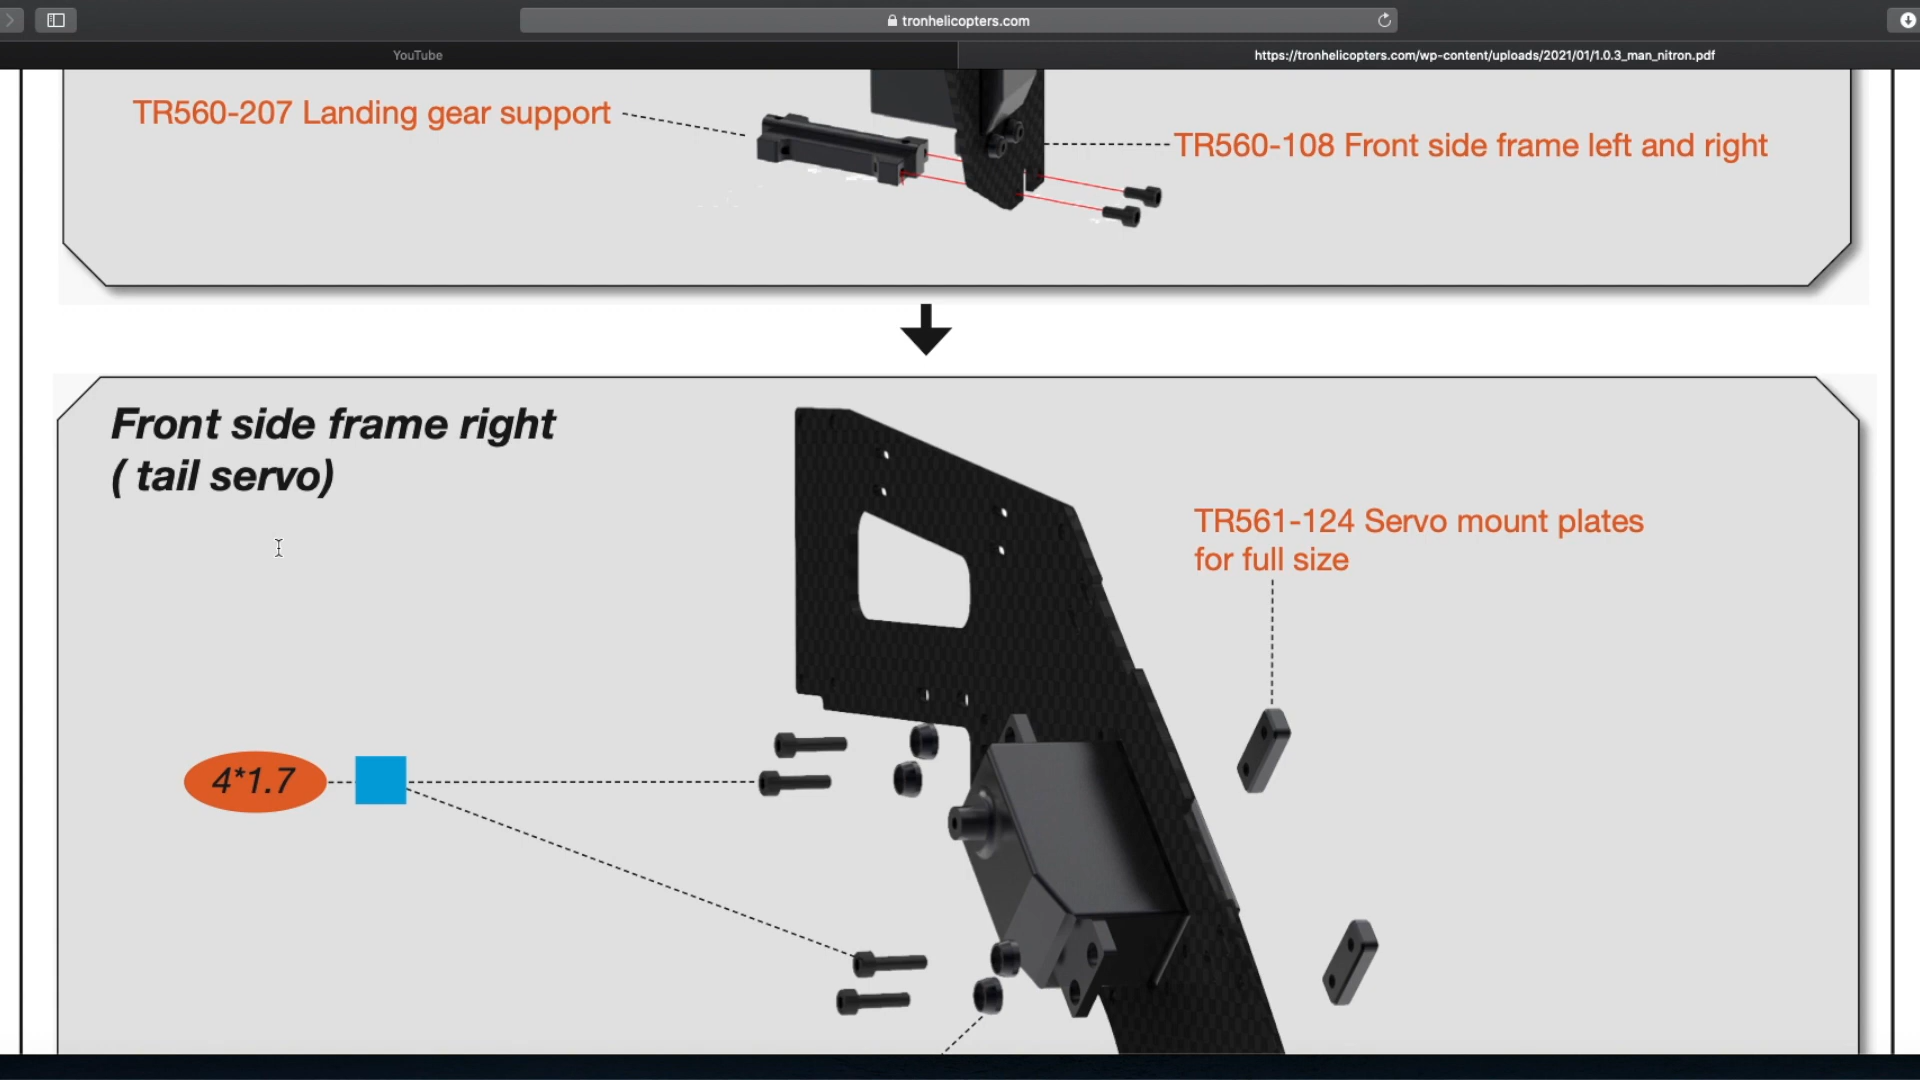 tronhelicopters.com
YouTube
https://tronhelicopters.com/wp-content/uploads/2021/01/1.0.3_man_nitron.pdf
TR560-207 Landing gear support
TR560-108 Front side frame left and right
Front side frame right
( tail servo)
TR561-124 Servo mount plates
for full size
4*1.7